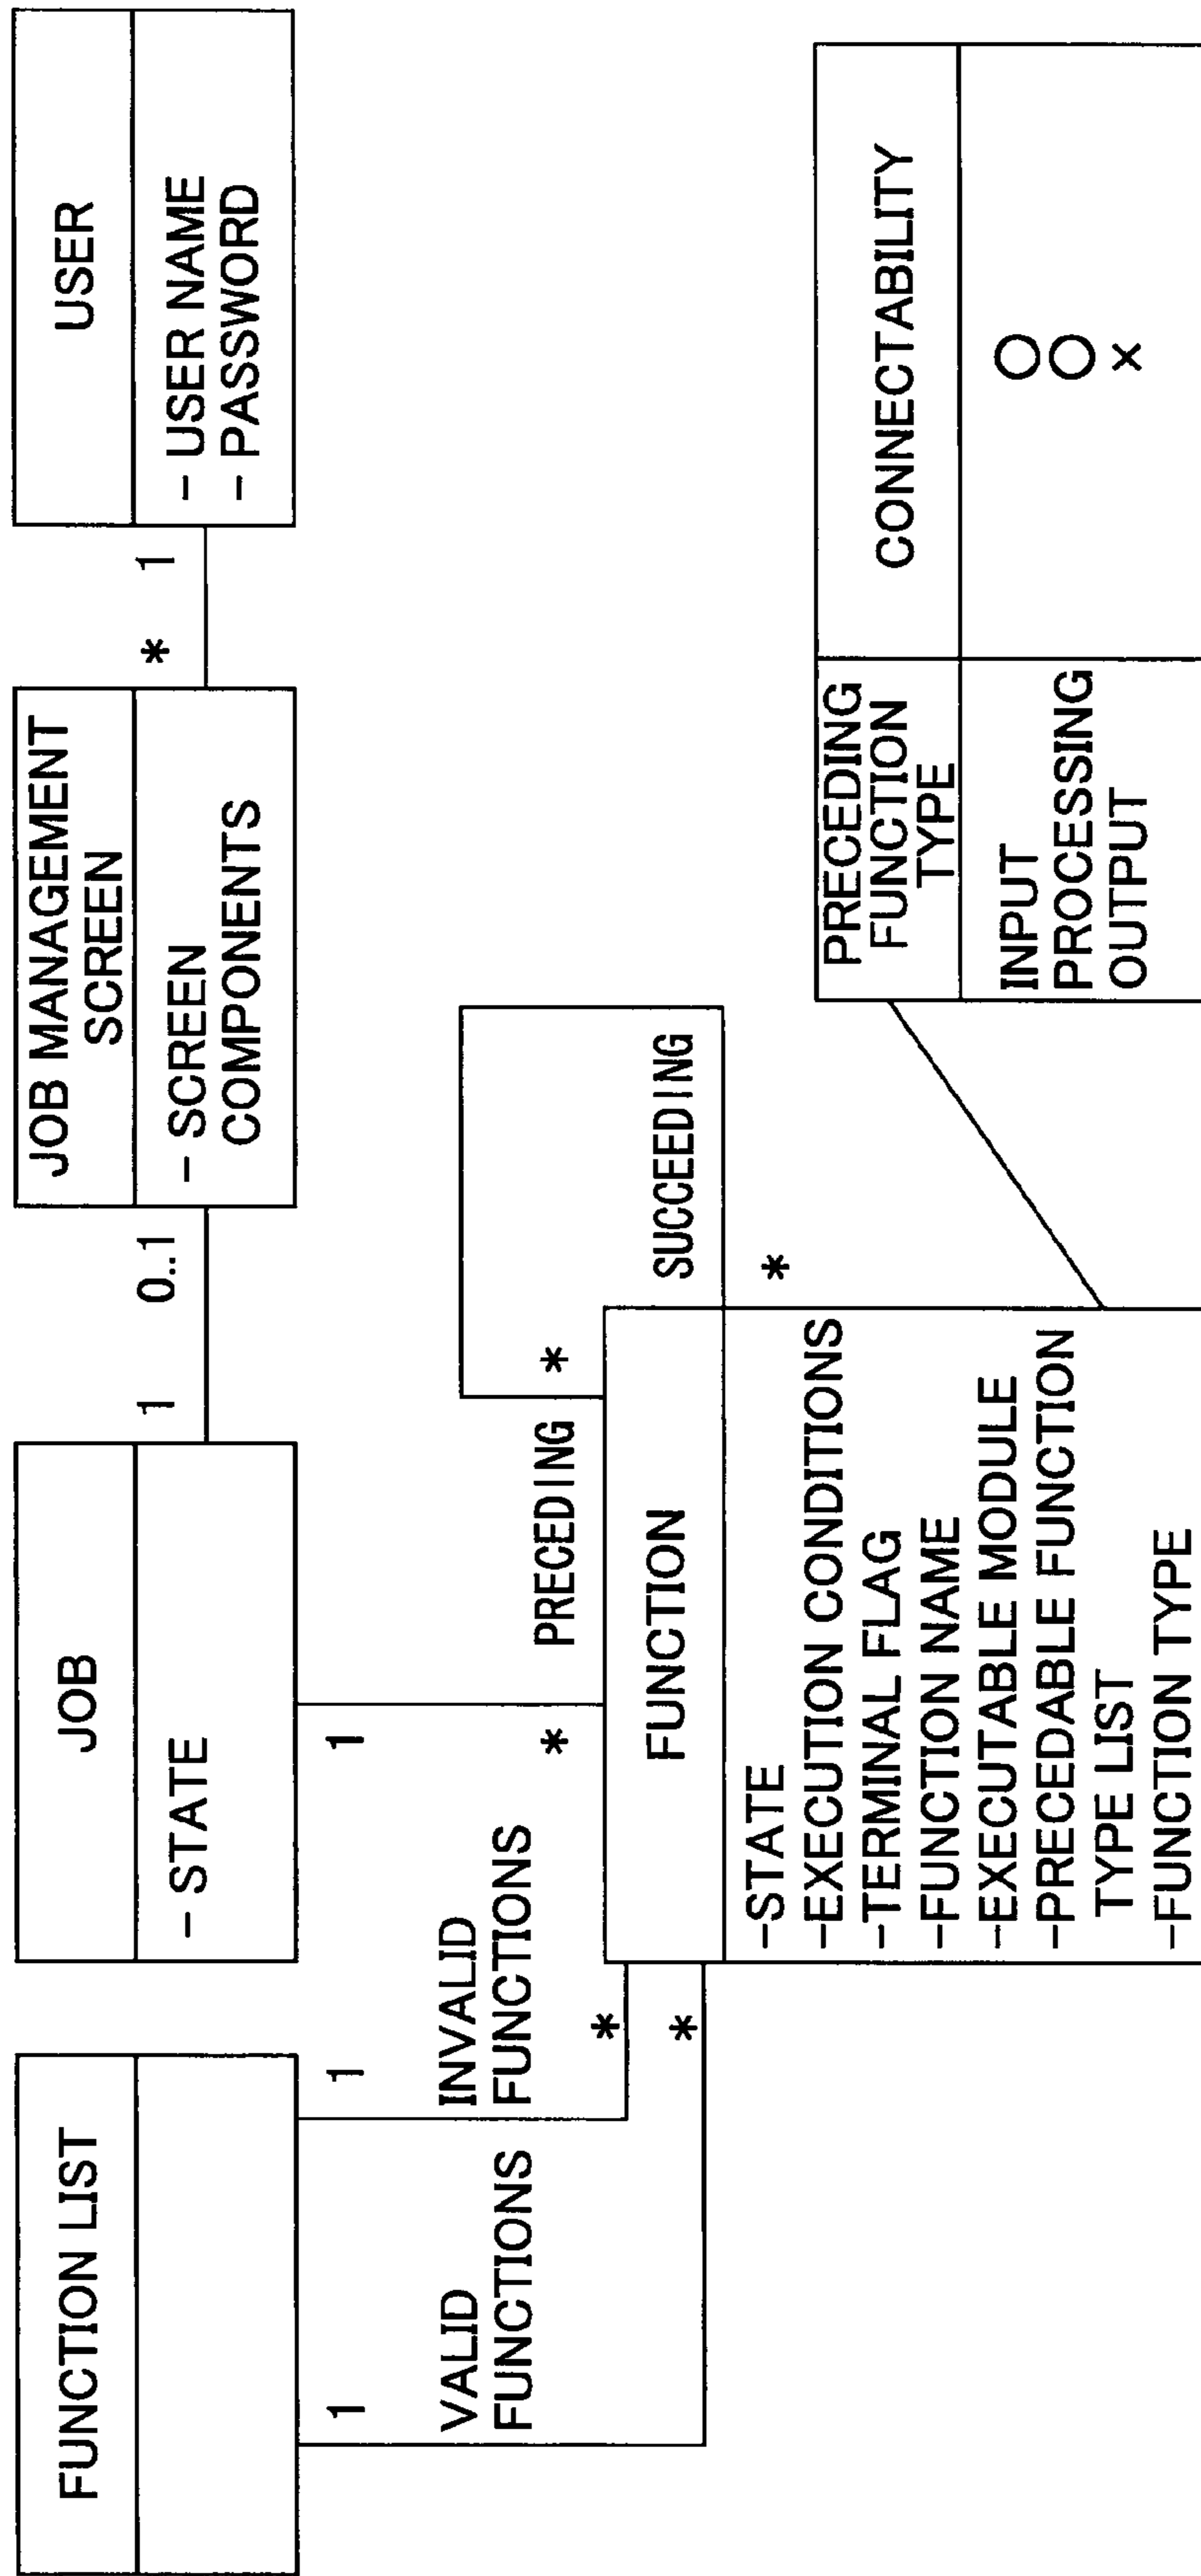 FUNCTION LIST
1
1
VALID
FUNCTIONS
INVALID
FUNCTIONS
*
*
JOB
- STATE
1
0..1
1
*
JOB MANAGEMENT
SCREEN
- SCREEN
COMPONENTS
*
1
USER
- USER NAME
- PASSWORD
PRECEDING
*
SUCCEEDING
*
FUNCTION
-STATE
-EXECUTION CONDITIONS
-TERMINAL FLAG
-FUNCTION NAME
-EXECUTABLE MODULE
-PRECEDABLE FUNCTION
TYPE LIST
-FUNCTION TYPE
PRECEDING
FUNCTION
TYPE
CONNECTABILITY
INPUT ○
PROCESSING ○
OUTPUT ×